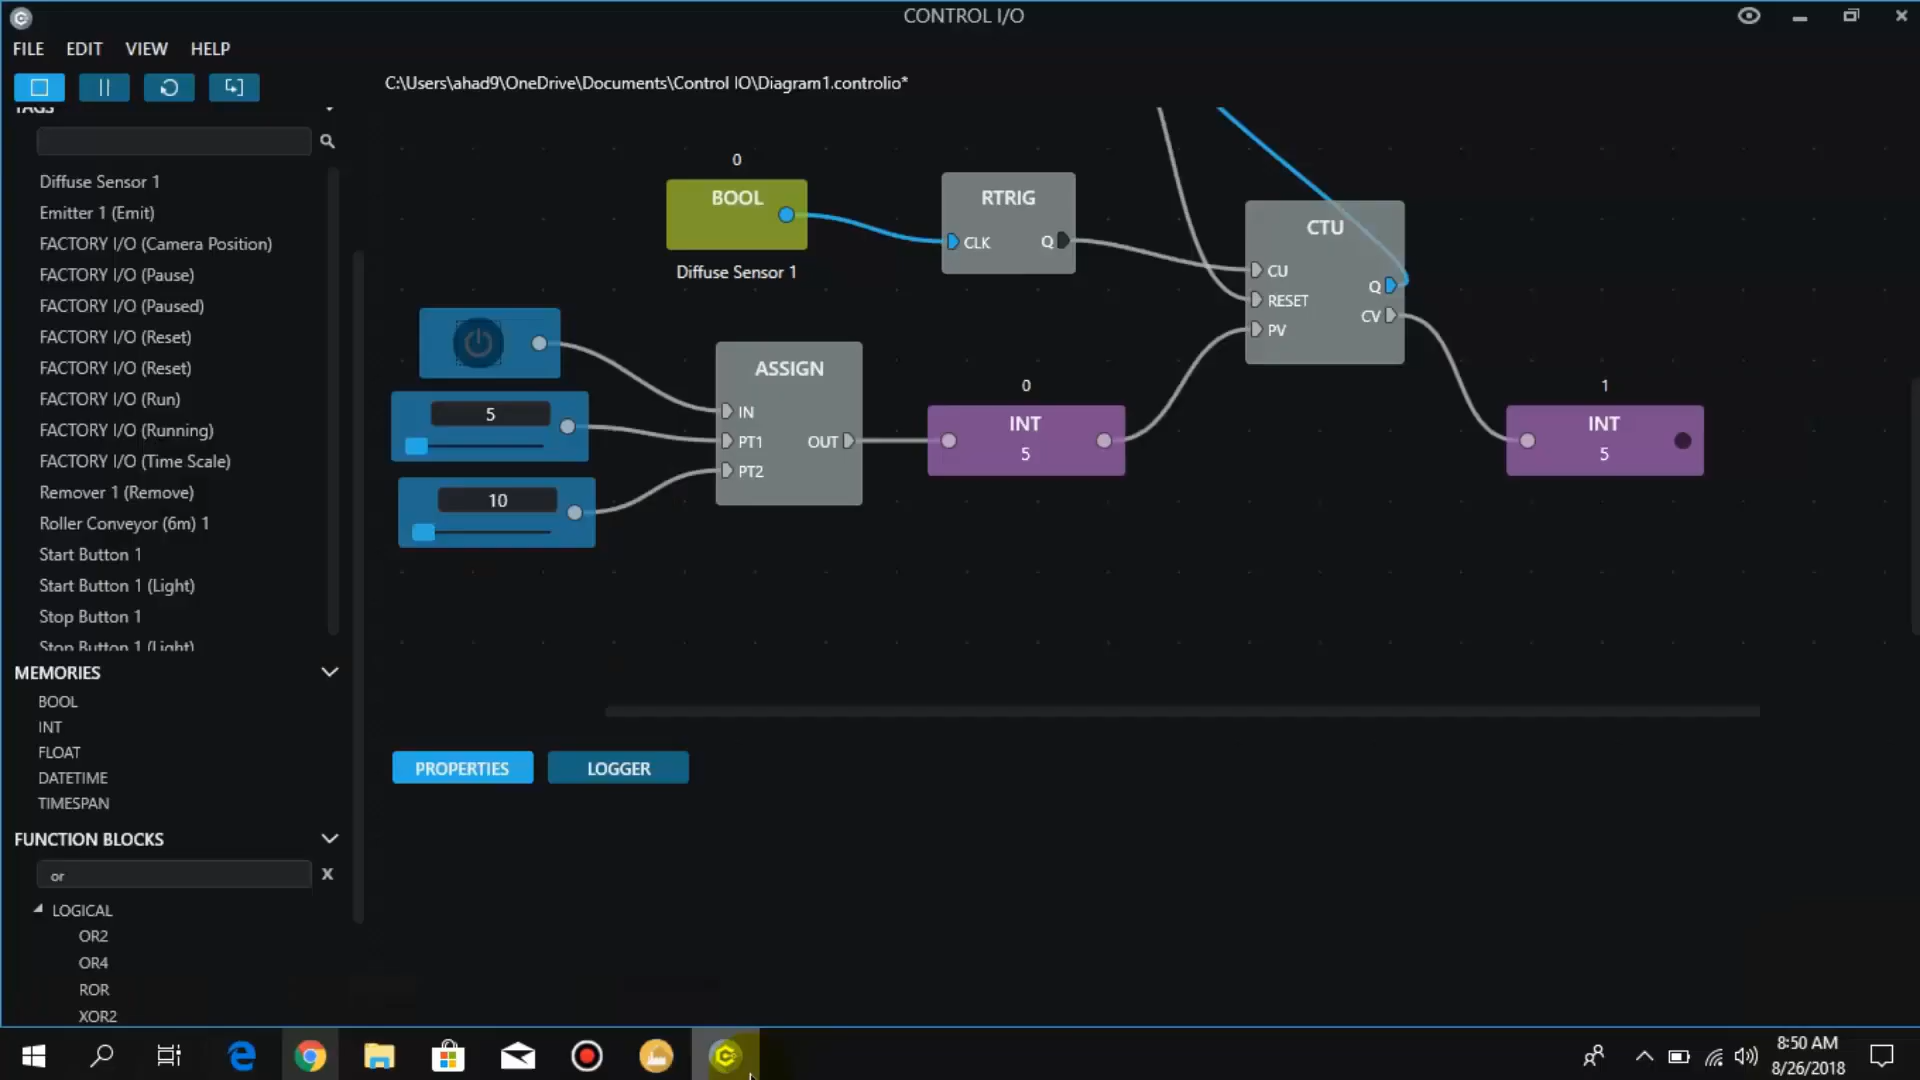 CONTROL I/O
FILE EDIT VIEW HELP
C:\Users\ahad9\OneDrive\Documents\Control IO\Diagram1.controlio*
TAGS
Diffuse Sensor 1
Emitter 1 (Emit)
FACTORY I/O (Camera Position)
FACTORY I/O (Pause)
FACTORY I/O (Paused)
FACTORY I/O (Reset)
FACTORY I/O (Reset)
FACTORY I/O (Run)
FACTORY I/O (Running)
FACTORY I/O (Time Scale)
Remover 1 (Remove)
Roller Conveyor (6m) 1
Start Button 1
Start Button 1 (Light)
Stop Button 1
Stop Button 1 (Light)
MEMORIES
BOOL
INT
FLOAT
DATETIME
TIMESPAN
FUNCTION BLOCKS
or
X
LOGICAL
OR2
OR4
ROR
XOR2
0
BOOL
Diffuse Sensor 1
RTRIG
CLK Q
CTU
CU
RESET
PV
Q
CV
5
10
ASSIGN
IN
PT1
PT2
OUT
0
INT
5
1
INT
5
PROPERTIES
LOGGER
8:50 AM
8/26/2018